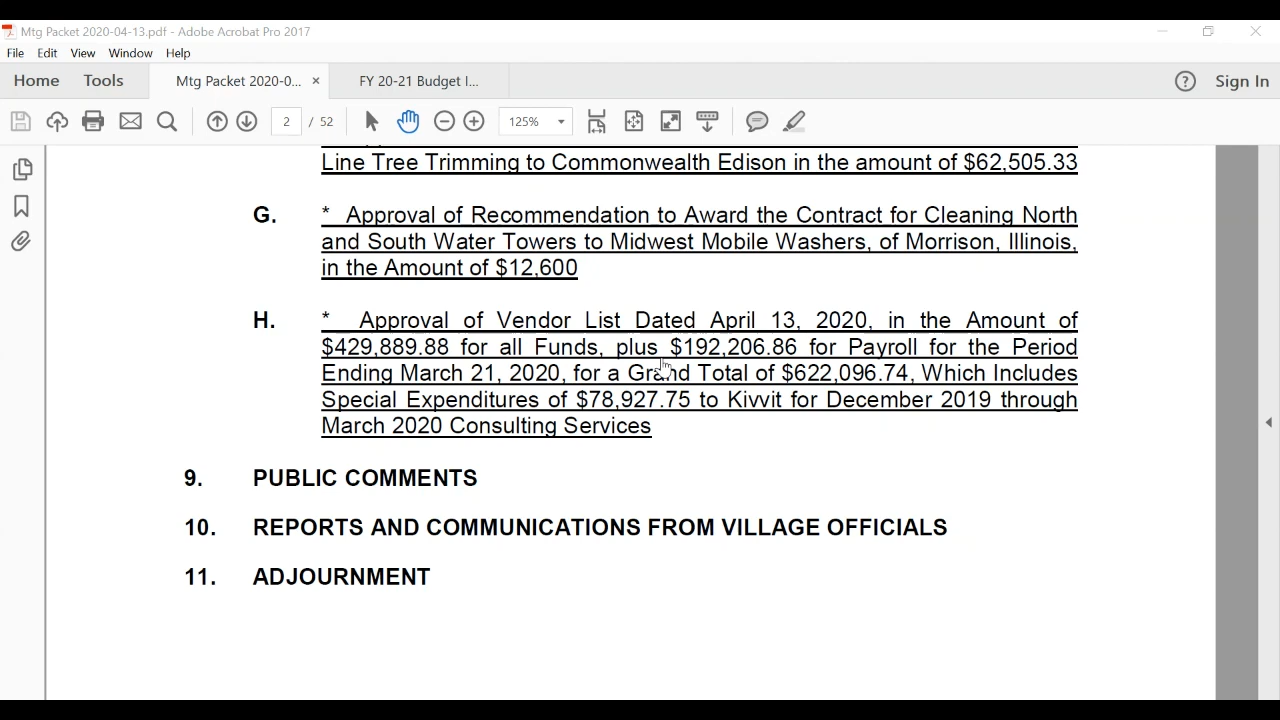 Mtg Packet 2020-04-13.pdf - Adobe Acrobat Pro 2017
File Edit View Window Help
Home Tools Mtg Packet 2020-0... × FY 20-21 Budget I... ? Sign In
2 / 52 125%
Line Tree Trimming to Commonwealth Edison in the amount of $62,505.33
G. * Approval of Recommendation to Award the Contract for Cleaning North
and South Water Towers to Midwest Mobile Washers, of Morrison, Illinois,
in the Amount of $12,600
H. * Approval of Vendor List Dated April 13, 2020, in the Amount of
$429,889.88 for all Funds, plus $192,206.86 for Payroll for the Period
Ending March 21, 2020, for a Grand Total of $622,096.74, Which Includes
Special Expenditures of $78,927.75 to Kivvit for December 2019 through
March 2020 Consulting Services
9. PUBLIC COMMENTS
10. REPORTS AND COMMUNICATIONS FROM VILLAGE OFFICIALS
11. ADJOURNMENT